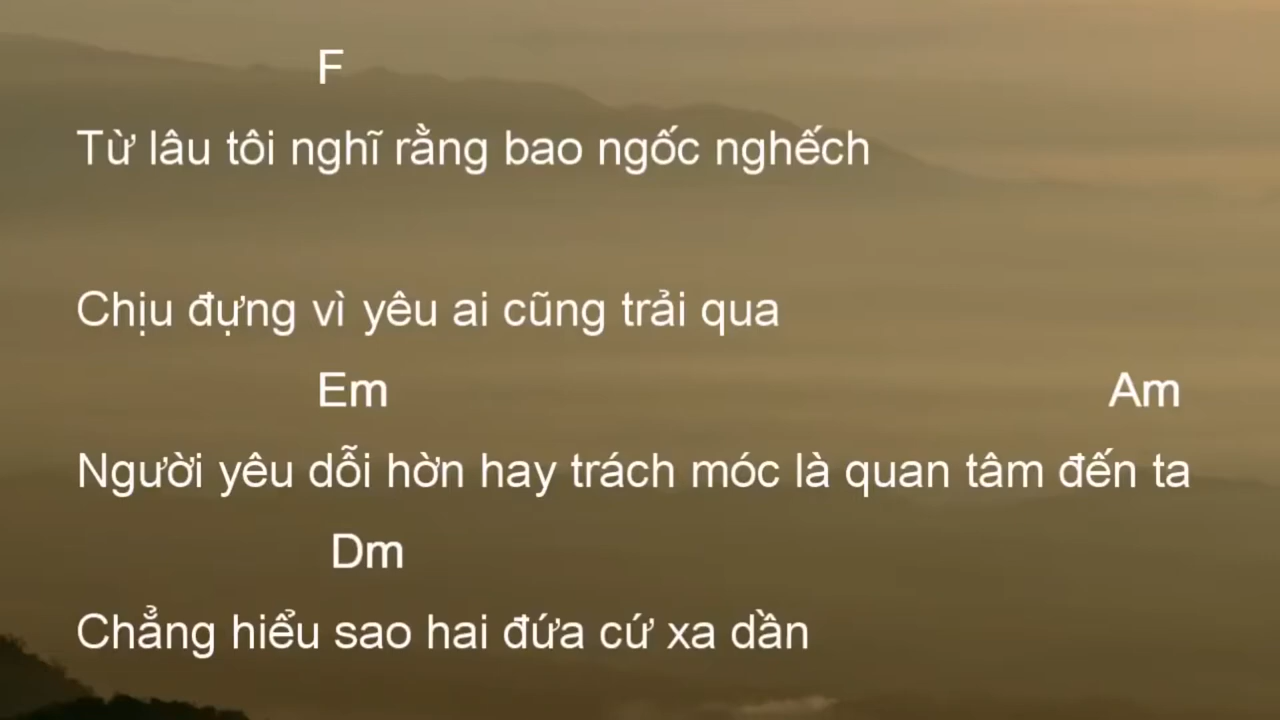 F
Từ lâu tôi nghĩ rằng bao ngốc nghếch
Chịu đựng vì yêu ai cũng trải qua
Em Am
Người yêu dỗi hờn hay trách móc là quan tâm đến ta
Dm
Chẳng hiểu sao hai đứa cứ xa dần